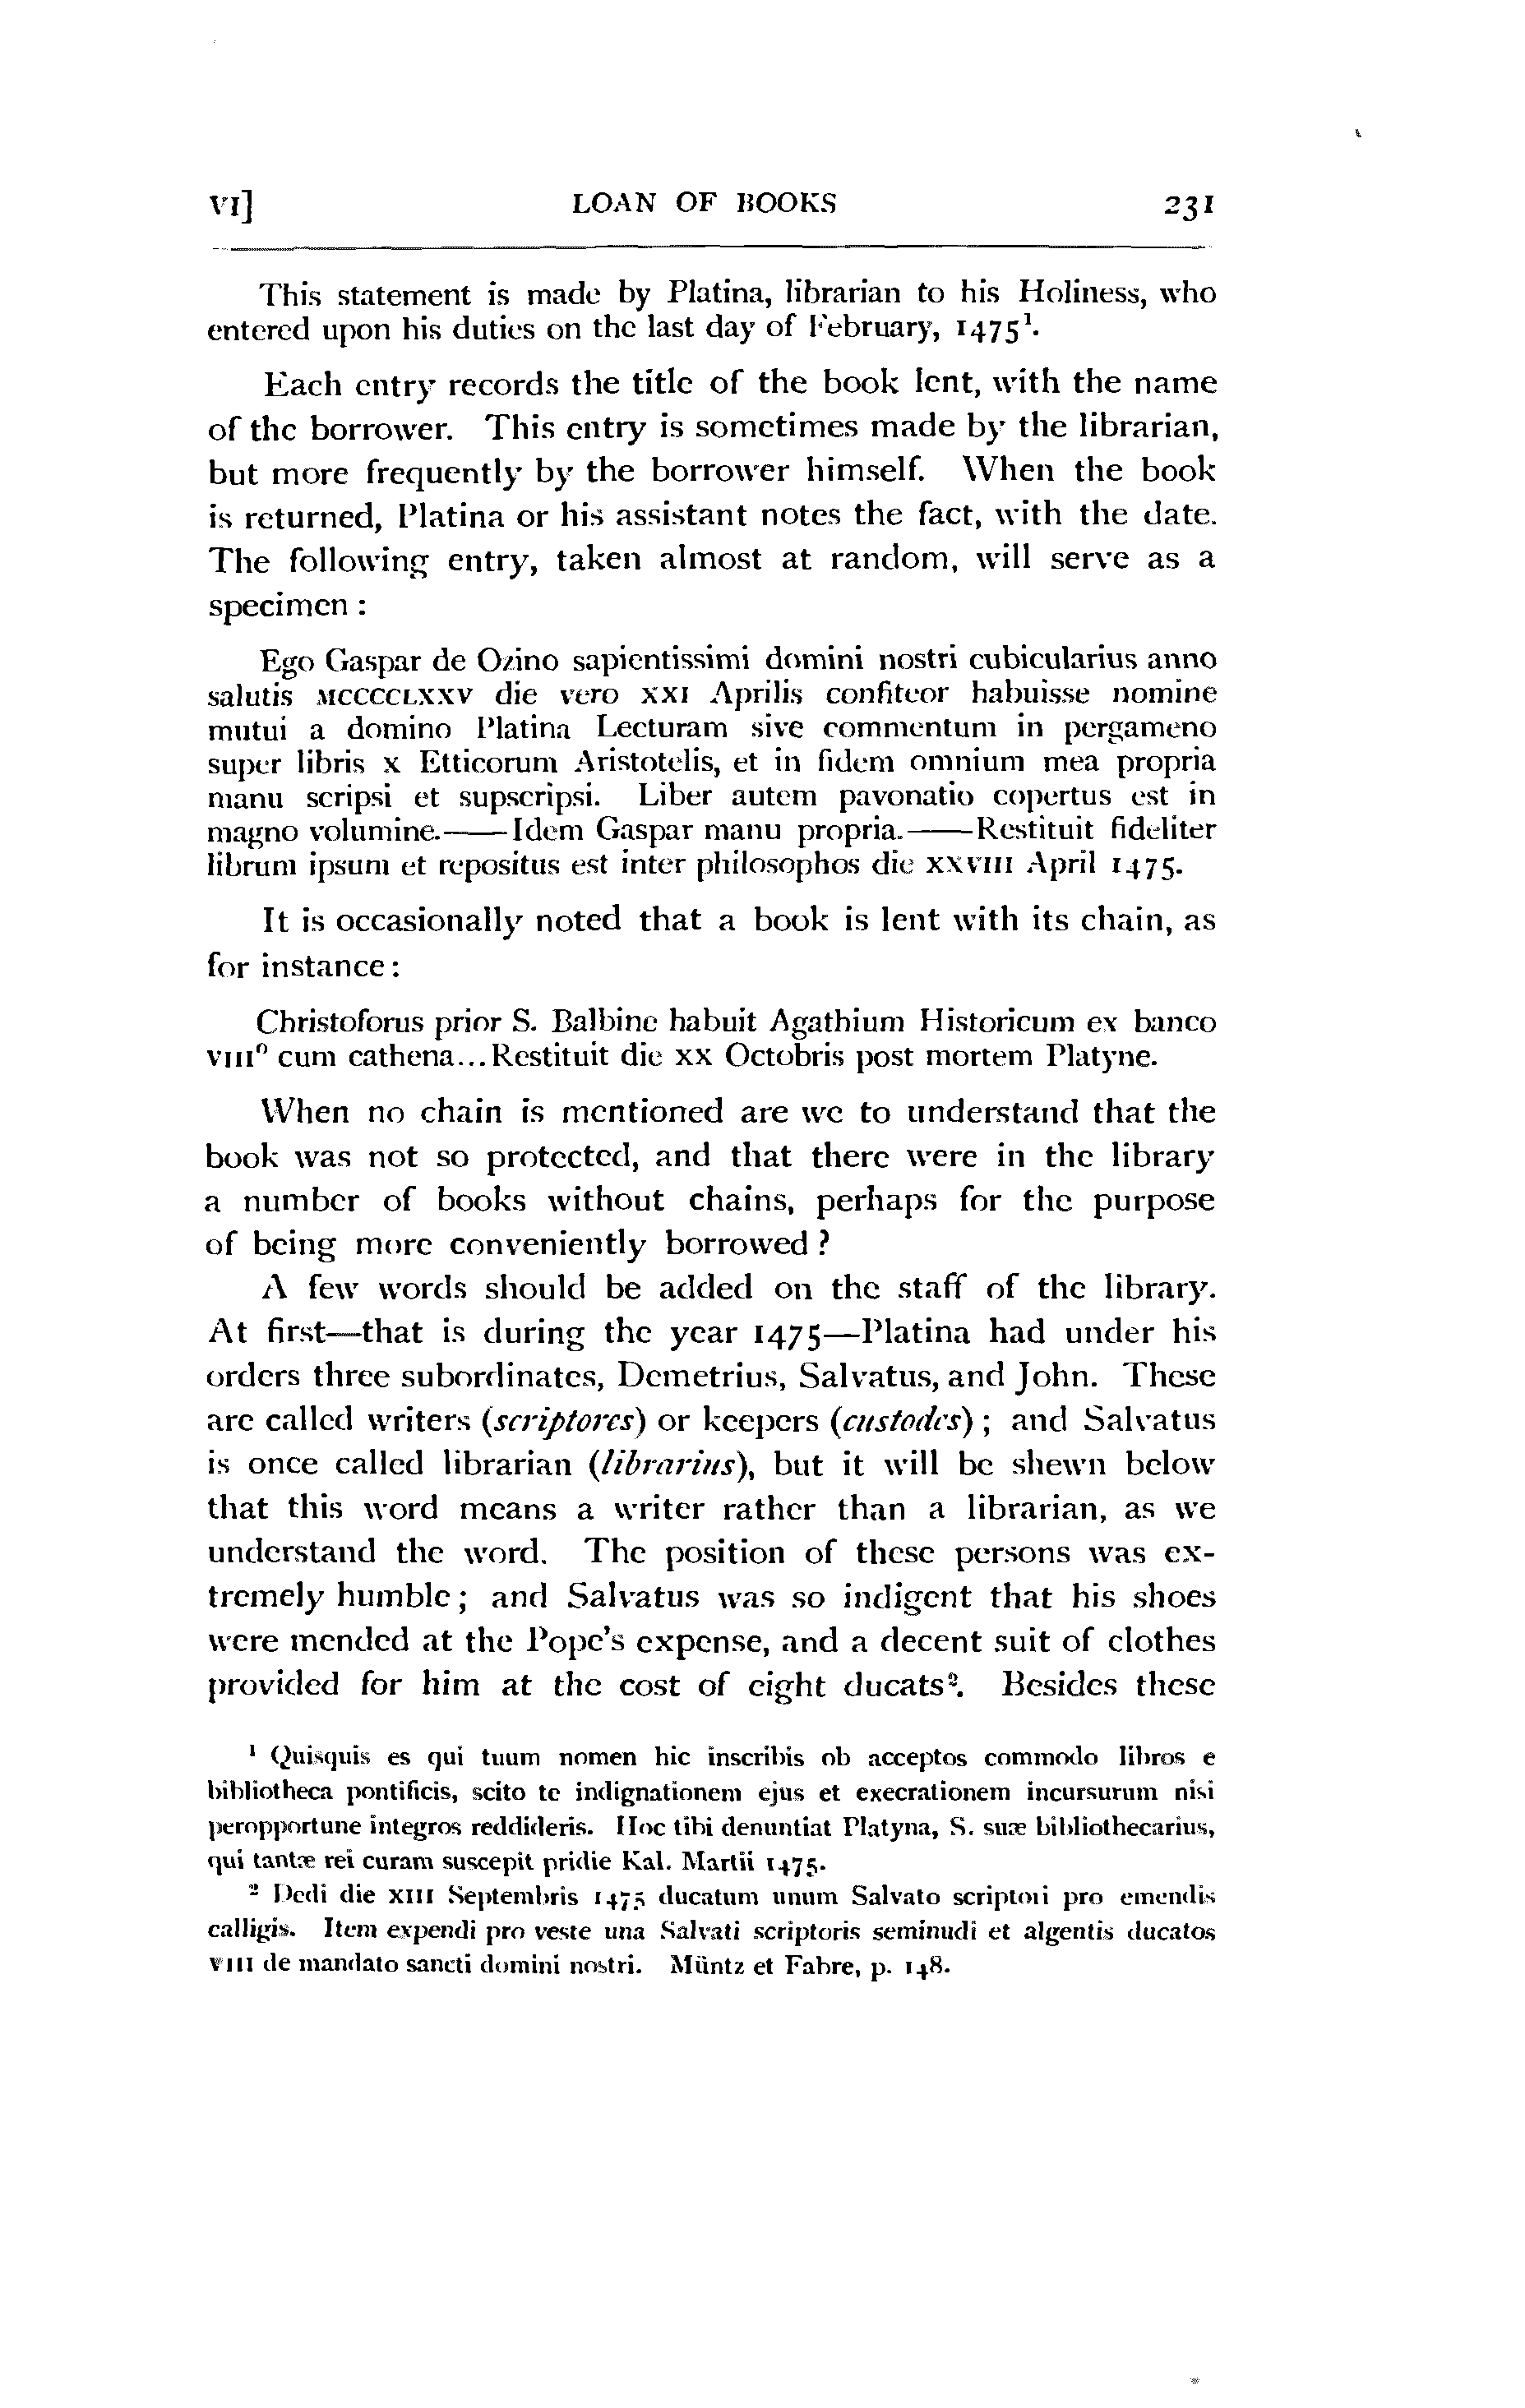 VI] LOAN OF BOOKS 231
This statement is made by Platina, librarian to his Holiness, who
entered upon his duties on the last day of February, 1475¹.
Each entry records the title of the book lent, with the name
of the borrower. This entry is sometimes made by the librarian,
but more frequently by the borrower himself. When the book
is returned, Platina or his assistant notes the fact, with the date.
The following entry, taken almost at random, will serve as a
specimen :
Ego Gaspar de Ozino sapientissimi domini nostri cubicularius anno
salutis MCCCCLXXV die vero XXI Aprilis confiteor habuisse nomine
mutui a domino Platina Lecturam sive commentum in pergameno
super libris X Etticorum Aristotelis, et in fidem omnium mea propria
manu scripsi et supscripsi. Liber autem pavonatio copertus est in
magno volumine.——Idem Gaspar manu propria.——Restituit fideliter
librum ipsum et repositus est inter philosophos die XXVIII April 1475.
It is occasionally noted that a book is lent with its chain, as
for instance :
Christoforus prior S. Balbine habuit Agathium Historicum ex banco
VIIIº cum cathena...Restituit die XX Octobris post mortem Platyne.
When no chain is mentioned are we to understand that the
book was not so protected, and that there were in the library
a number of books without chains, perhaps for the purpose
of being more conveniently borrowed ?
A few words should be added on the staff of the library.
At first—that is during the year 1475—Platina had under his
orders three subordinates, Demetrius, Salvatus, and John. These
are called writers (scriptores) or keepers (custodes) ; and Salvatus
is once called librarian (librarius), but it will be shewn below
that this word means a writer rather than a librarian, as we
understand the word. The position of these persons was ex-
tremely humble ; and Salvatus was so indigent that his shoes
were mended at the Pope's expense, and a decent suit of clothes
provided for him at the cost of eight ducats². Besides these
¹ Quisquis es qui tuum nomen hic inscribis ob acceptos commodo libros e
bibliotheca pontificis, scito te indignationem ejus et execrationem incursurum nisi
peropportune integros reddideris. Hoc tibi denuntiat Platyna, S. suæ bibliothecarius,
qui tantæ rei curam suscepit pridie Kal. Martii 1475.
² Dedi die XIII Septembris 1475 ducatum unum Salvato scriptori pro emendis
calligis. Item expendi pro veste una Salvati scriptoris seminudi et algentis ducatos
VIII de mandato sancti domini nostri. Müntz et Fabre, p. 148.